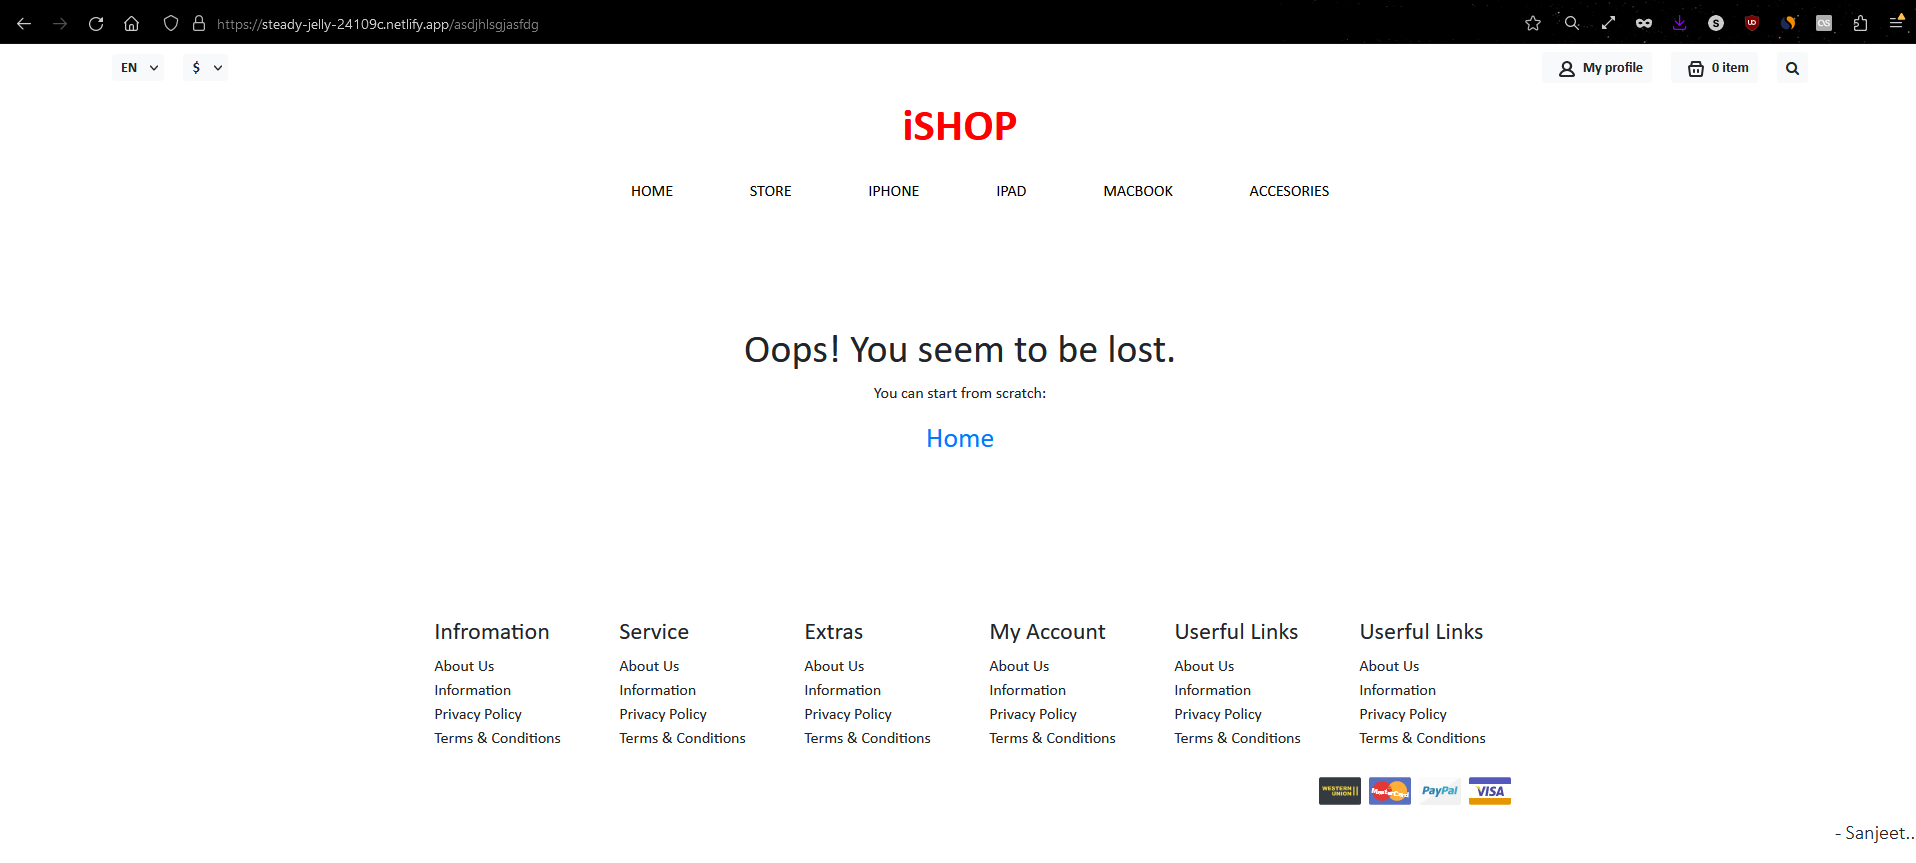 https://steady-jelly-24109c.netlify.app/asdjhlsgjasfdg
EN $ My profile 0 item
iSHOP
HOME STORE IPHONE IPAD MACBOOK ACCESORIES
Oops! You seem to be lost.
You can start from scratch:
Home
Infromation Service Extras My Account Userful Links Userful Links
About Us About Us About Us About Us About Us About Us
Information Information Information Information Information Information
Privacy Policy Privacy Policy Privacy Policy Privacy Policy Privacy Policy Privacy Policy
Terms & Conditions Terms & Conditions Terms & Conditions Terms & Conditions Terms & Conditions Terms & Conditions
WESTERN UNION MasterCard PayPal VISA
- Sanjeet..